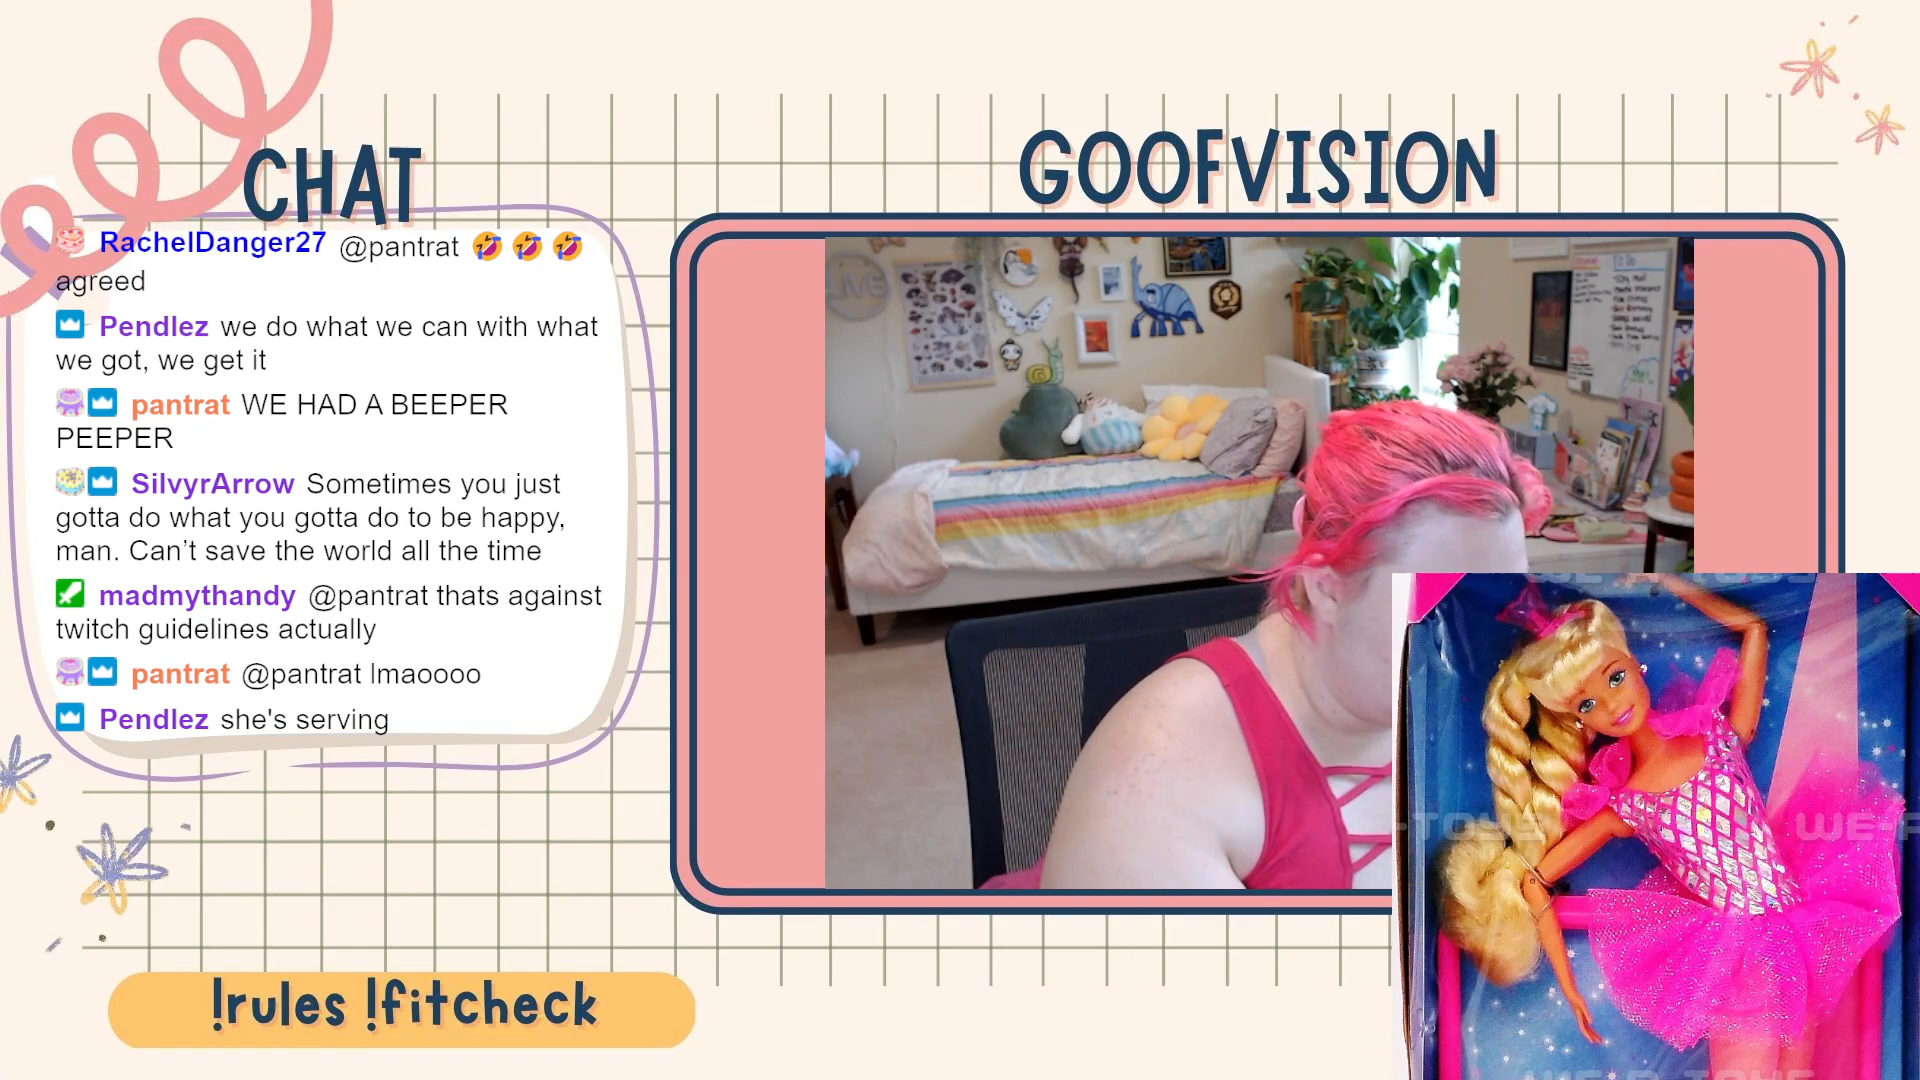 CHAT
GOOFVISION
RachelDanger27 @pantrat 🤣 🤣 🤣
agreed
Pendlez we do what we can with what
we got, we get it
pantrat WE HAD A BEEPER
PEEPER
SilvyrArrow Sometimes you just
gotta do what you gotta do to be happy,
man. Can’t save the world all the time
madmythandy @pantrat thats against
twitch guidelines actually
pantrat @pantrat lmaoooo
Pendlez she's serving
!rules !fitcheck
LIVE
WE-R-TOYS